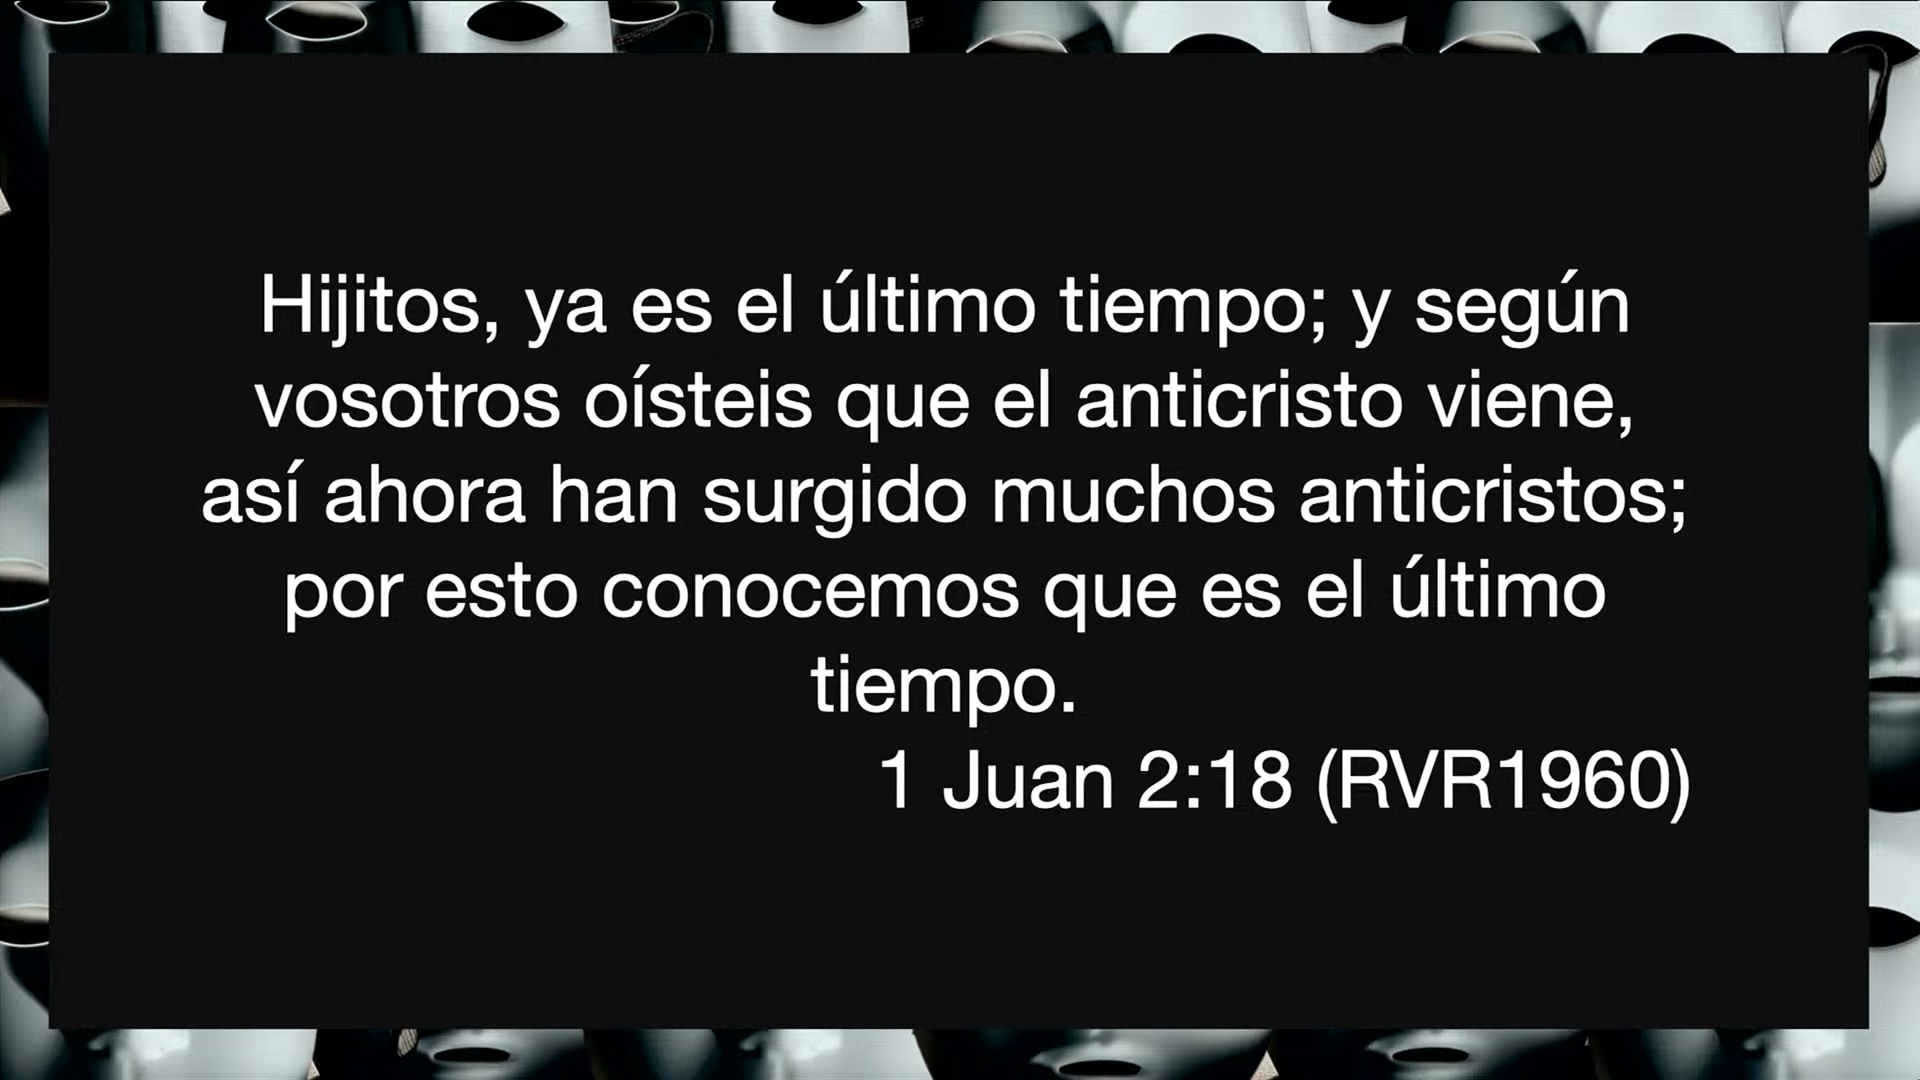 Hijitos, ya es el último tiempo; y según
vosotros oísteis que el anticristo viene,
así ahora han surgido muchos anticristos;
por esto conocemos que es el último
tiempo.
1 Juan 2:18 (RVR1960)